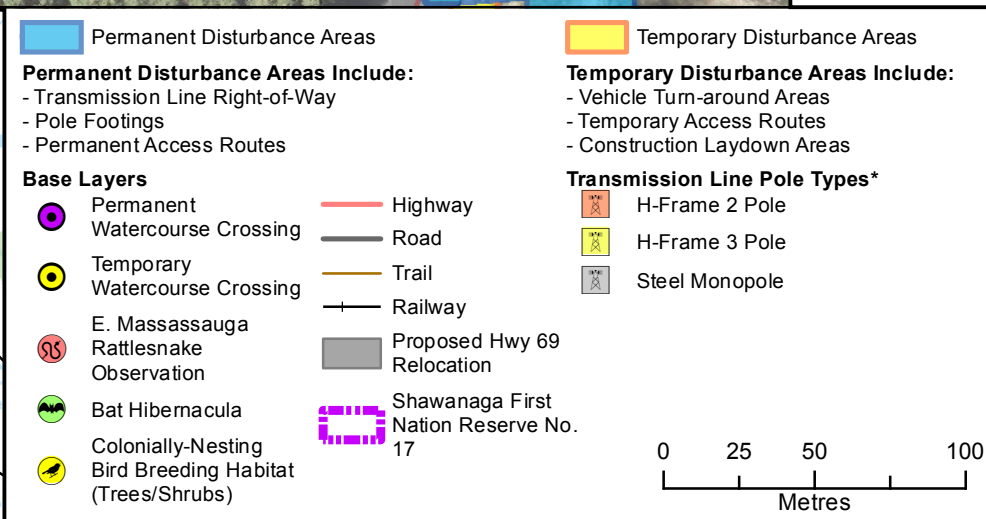 Permanent Disturbance Areas
Permanent Disturbance Areas Include:
- Transmission Line Right-of-Way
- Pole Footings
- Permanent Access Routes
Temporary Disturbance Areas
Temporary Disturbance Areas Include:
- Vehicle Turn-around Areas
- Temporary Access Routes
- Construction Laydown Areas
Base Layers
Permanent
Watercourse Crossing
Temporary
Watercourse Crossing
E. Massassauga
Rattlesnake
Observation
Bat Hibernacula
Colonially-Nesting
Bird Breeding Habitat
(Trees/Shrubs)
Highway
Road
Trail
Railway
Proposed Hwy 69
Relocation
Shawanaga First
Nation Reserve No.
17
Transmission Line Pole Types*
H-Frame 2 Pole
H-Frame 3 Pole
Steel Monopole
0 25 50 100
Metres